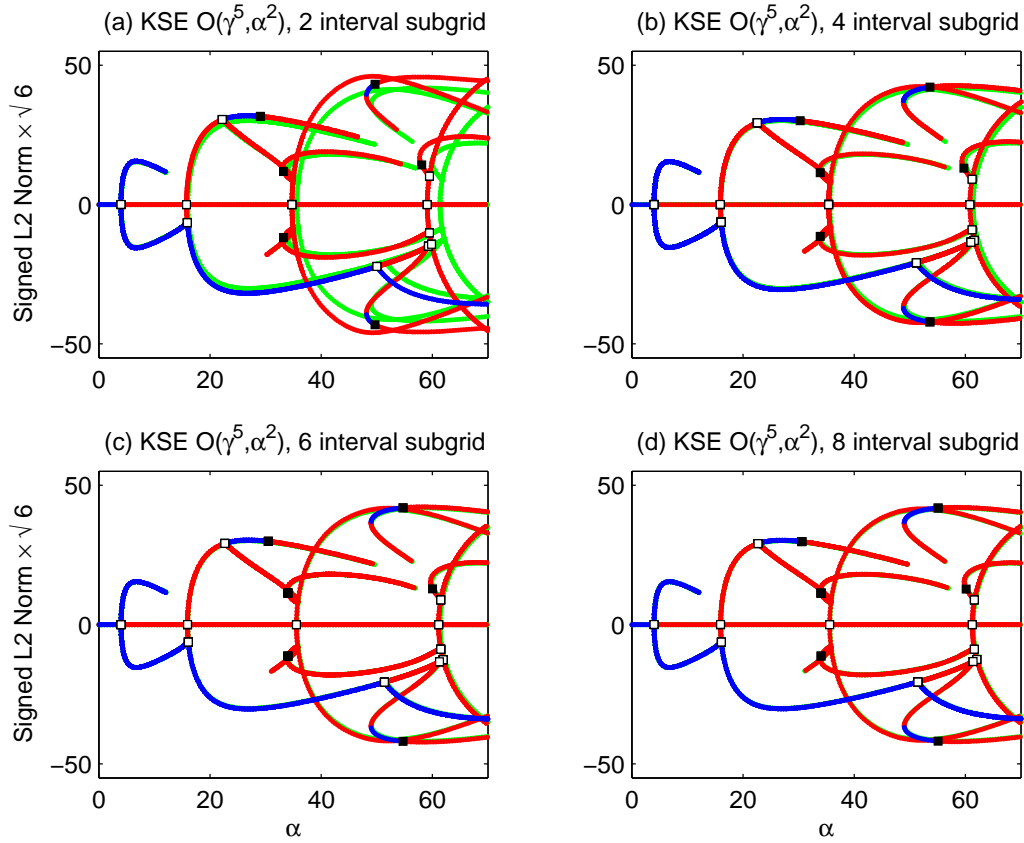 (a) KSE O(γ⁵,α²), 2 interval subgrid
(b) KSE O(γ⁵,α²), 4 interval subgrid
50
0
−50
Signed L2 Norm × √6
0 20 40 60
50
0
−50
0 20 40 60
(c) KSE O(γ⁵,α²), 6 interval subgrid
(d) KSE O(γ⁵,α²), 8 interval subgrid
50
0
−50
Signed L2 Norm × √6
0 20 40 60
α
50
0
−50
0 20 40 60
α